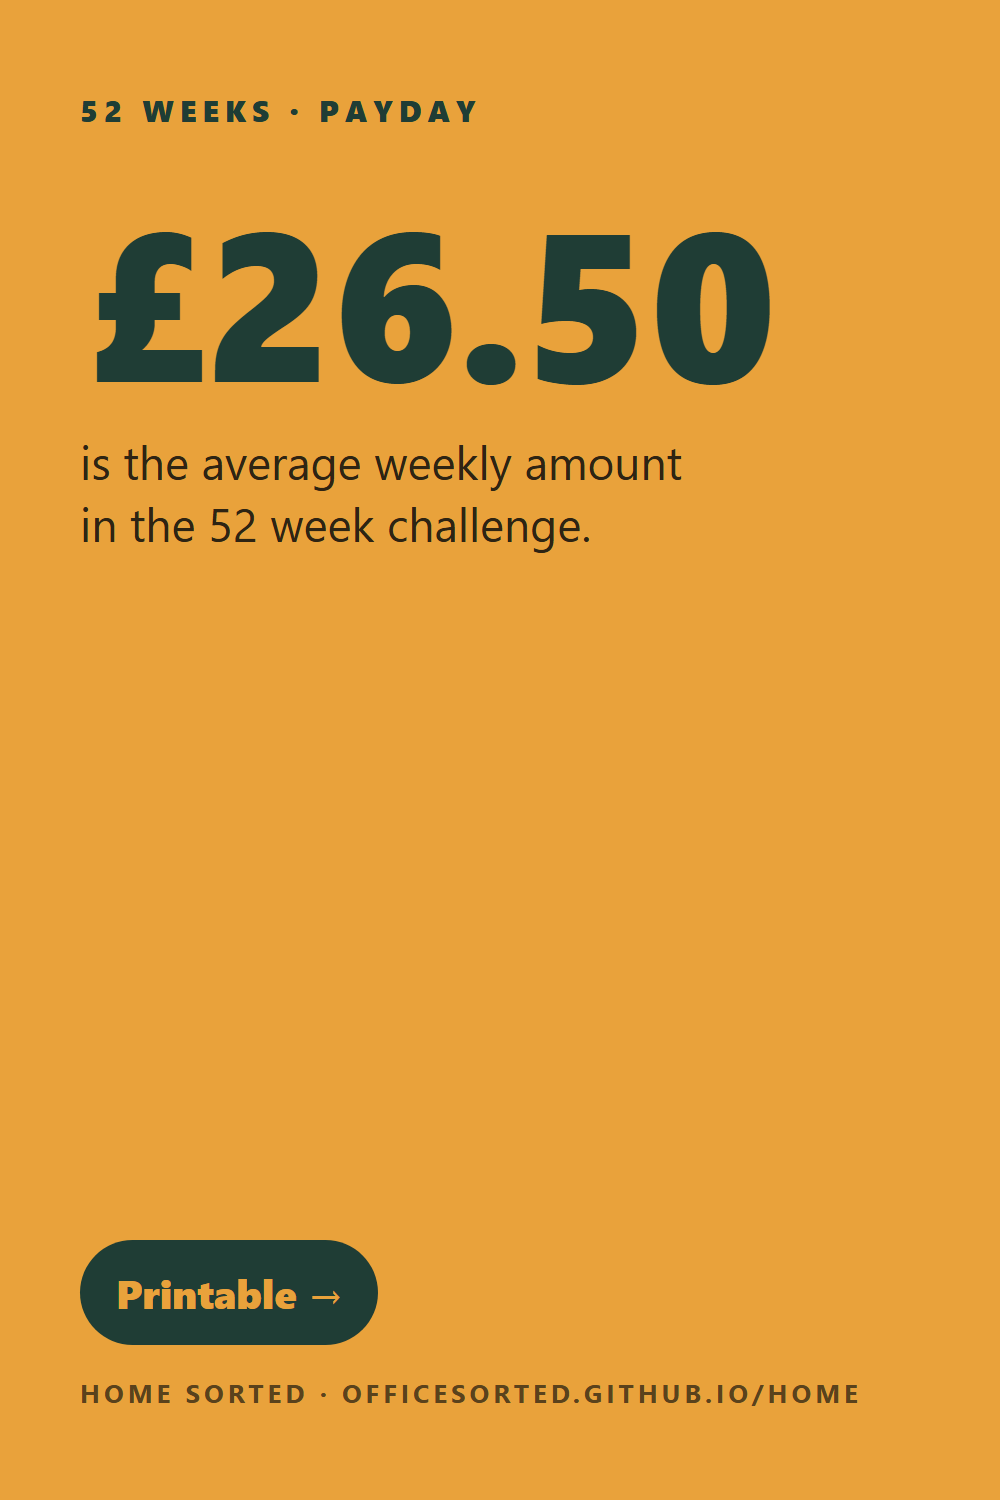 52 WEEKS · PAYDAY
£26.50
is the average weekly amount
in the 52 week challenge.
Printable →
HOME SORTED · OFFICESORTED.GITHUB.IO/HOME